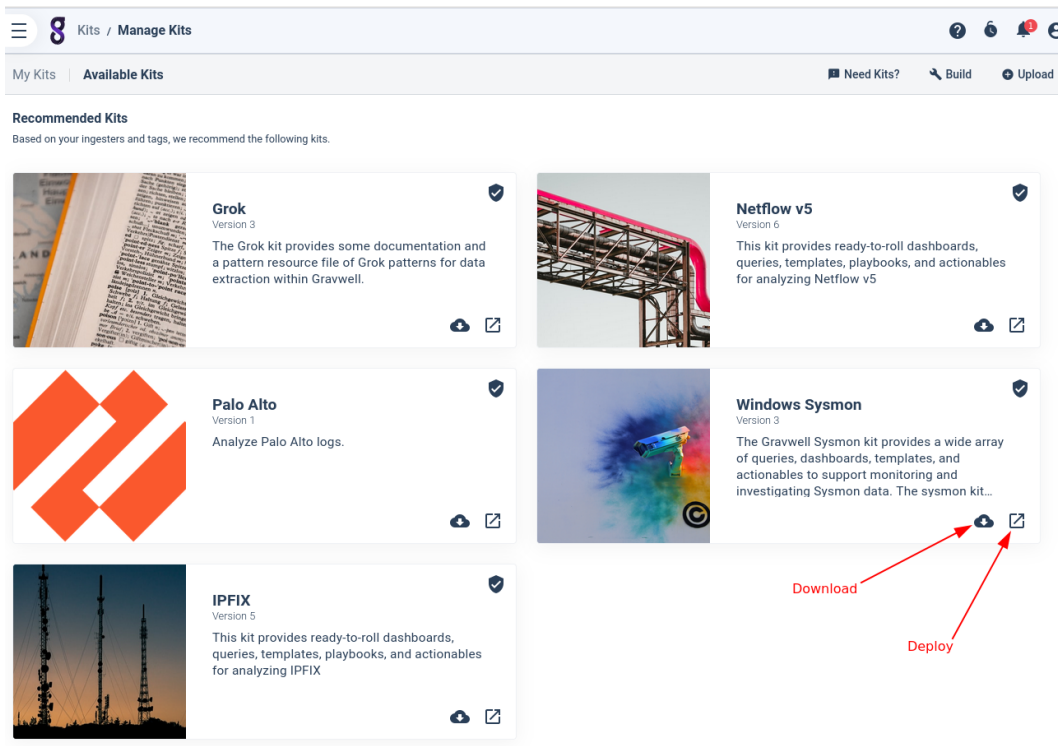 Kits / Manage Kits
1
My Kits
Available Kits
Need Kits?
Build
Upload
Recommended Kits
Based on your ingesters and tags, we recommend the following kits.
Grok
Version 3
The Grok kit provides some documentation and
a pattern resource file of Grok patterns for data
extraction within Gravwell.
Netflow v5
Version 6
This kit provides ready-to-roll dashboards,
queries, templates, playbooks, and actionables
for analyzing Netflow v5
Palo Alto
Version 1
Analyze Palo Alto logs.
Windows Sysmon
Version 3
The Gravwell Sysmon kit provides a wide array
of queries, dashboards, templates, and
actionables to support monitoring and
investigating Sysmon data. The sysmon kit...
©
Download
Deploy
IPFIX
Version 5
This kit provides ready-to-roll dashboards,
queries, templates, playbooks, and actionables
for analyzing IPFIX